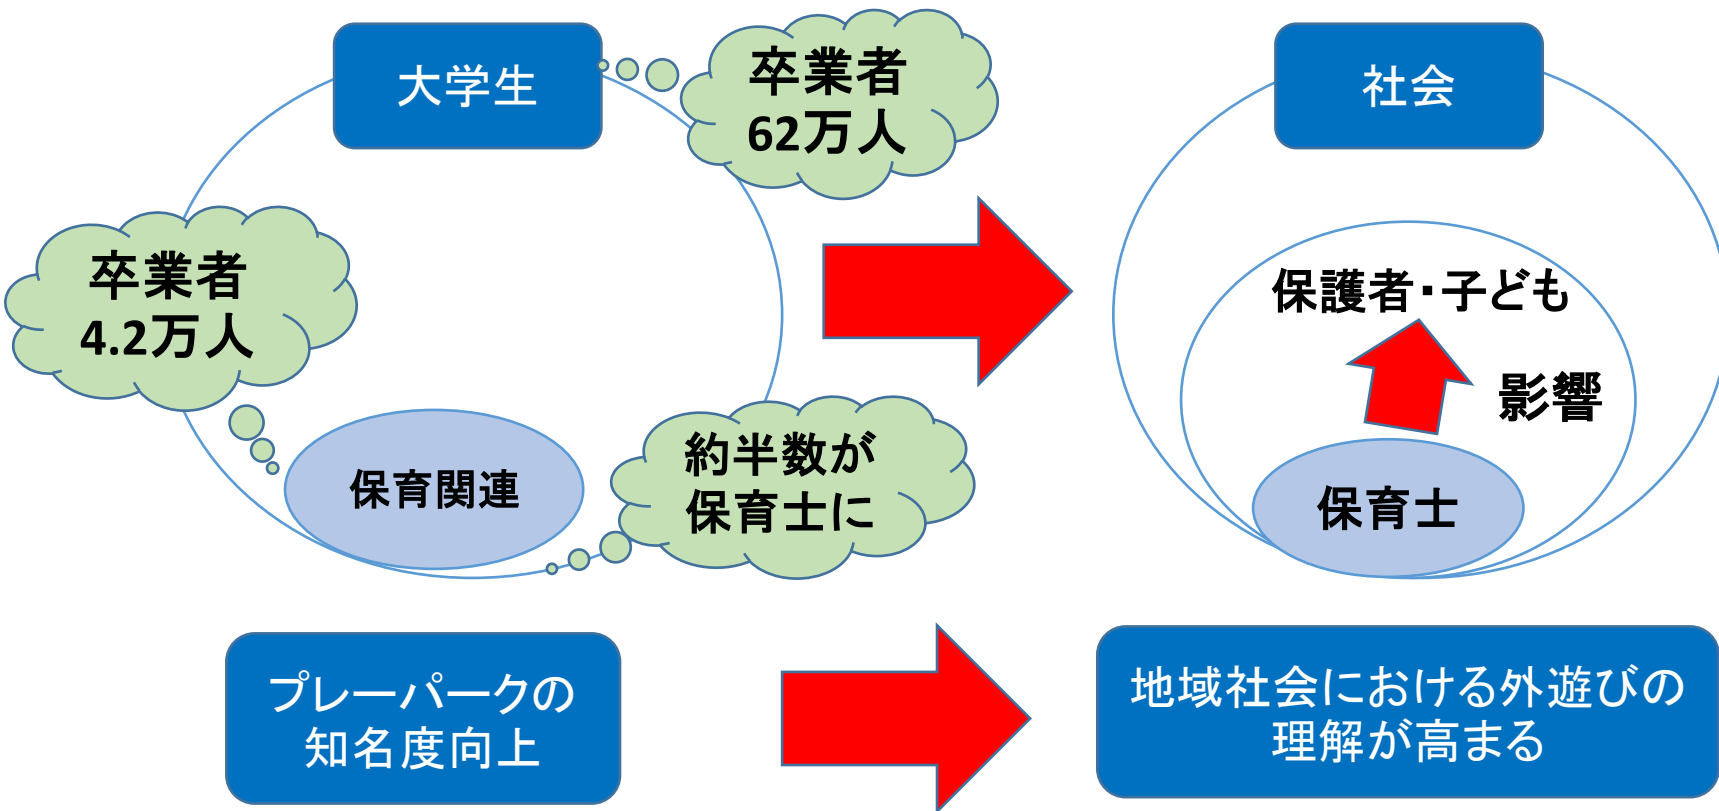 大学生
卒業者
62万人
卒業者
4.2万人
保育関連
約半数が
保育士に
社会
保護者・子ども
影響
保育士
プレーパークの
知名度向上
地域社会における外遊びの
理解が高まる